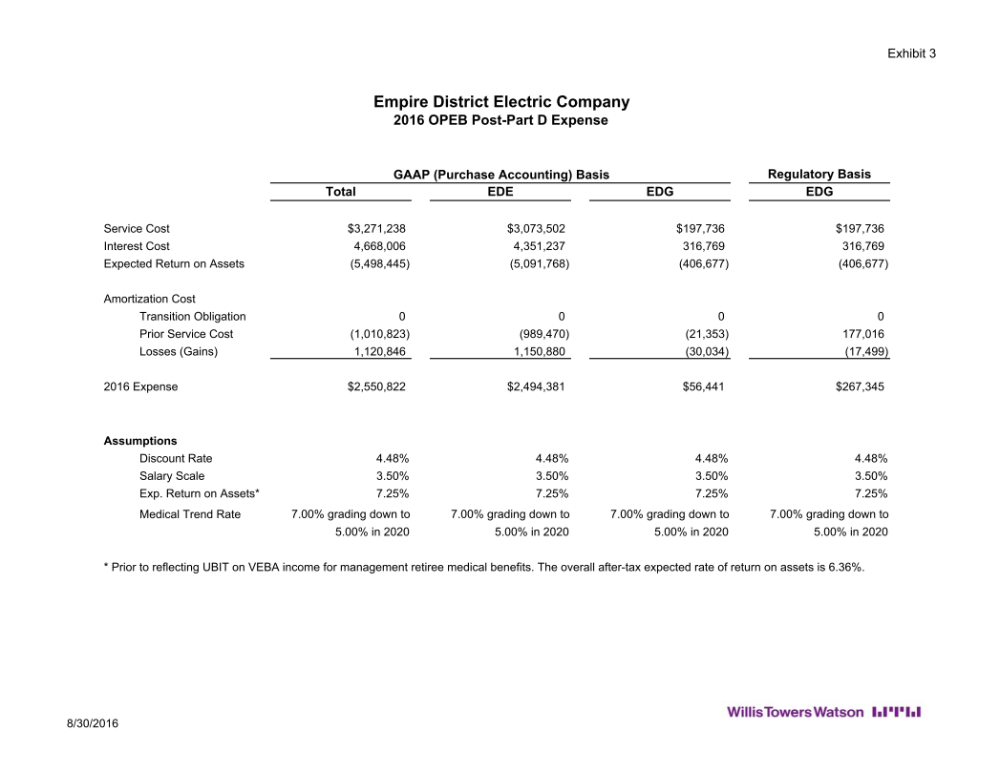 Exhibit 3
Empire District Electric Company
2016 OPEB Post-Part D Expense
GAAP (Purchase Accounting) Basis Regulatory Basis
Total EDE EDG EDG
Service Cost $3,271,238 $3,073,502 $197,736 $197,736
Interest Cost 4,668,006 4,351,237 316,769 316,769
Expected Return on Assets (5,498,445) (5,091,768) (406,677) (406,677)
Amortization Cost
Transition Obligation 0 0 0 0
Prior Service Cost (1,010,823) (989,470) (21,353) 177,016
Losses (Gains) 1,120,846 1,150,880 (30,034) (17,499)
2016 Expense $2,550,822 $2,494,381 $56,441 $267,345
Assumptions
Discount Rate 4.48% 4.48% 4.48% 4.48%
Salary Scale 3.50% 3.50% 3.50% 3.50%
Exp. Return on Assets* 7.25% 7.25% 7.25% 7.25%
Medical Trend Rate 7.00% grading down to 7.00% grading down to 7.00% grading down to 7.00% grading down to
5.00% in 2020 5.00% in 2020 5.00% in 2020 5.00% in 2020
* Prior to reflecting UBIT on VEBA income for management retiree medical benefits. The overall after-tax expected rate of return on assets is 6.36%.
WillisTowersWatson
8/30/2016